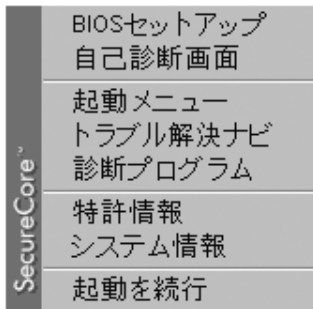 BIOSセットアップ
自己診断画面
起動メニュー
トラブル解決ナビ
診断プログラム
特許情報
システム情報
起動を続行
SecureCore™